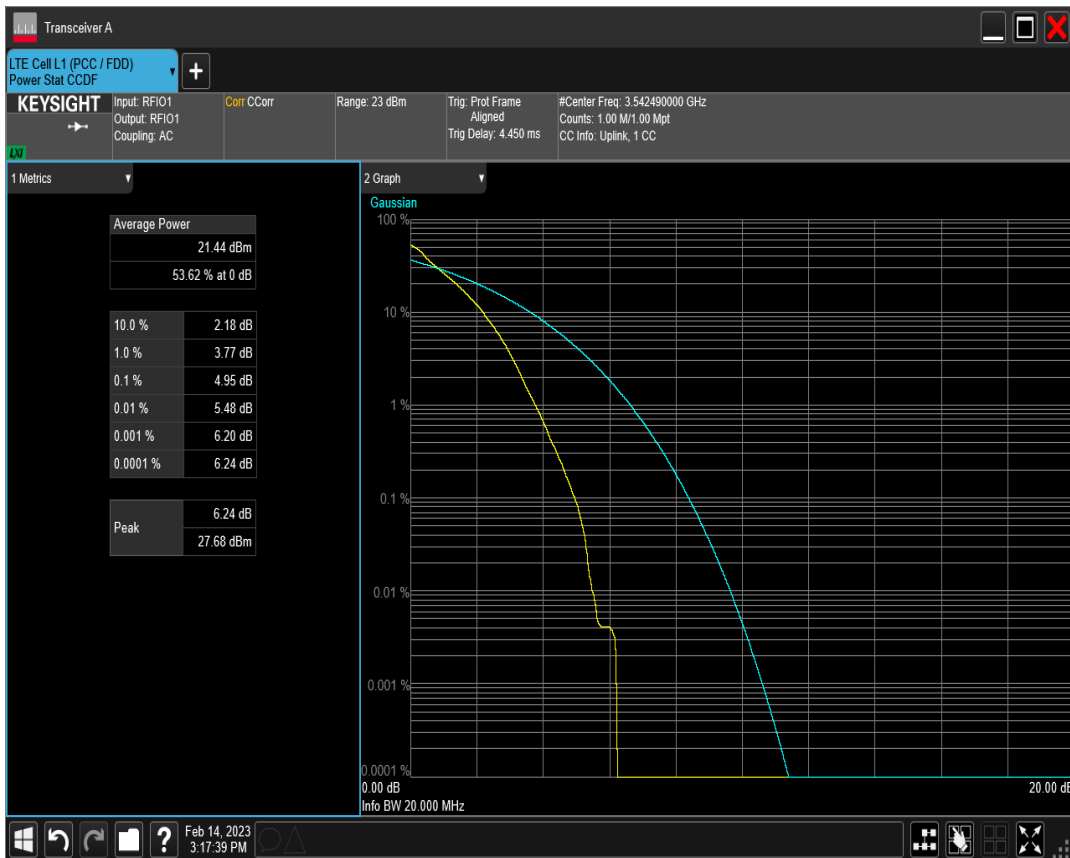 Transceiver A
LTE Cell L1 (PCC / FDD)
Power Stat CCDF
KEYSIGHT
LXI
Input: RFIO1
Output: RFIO1
Coupling: AC
Corr CCorr
Range: 23 dBm
Trig: Prot Frame
Aligned
Trig Delay: 4.450 ms
#Center Freq: 3.542490000 GHz
Counts: 1.00 M/1.00 Mpt
CC Info: Uplink, 1 CC
1 Metrics
Average Power
21.44 dBm
53.62 % at 0 dB
10.0 % 2.18 dB
1.0 % 3.77 dB
0.1 % 4.95 dB
0.01 % 5.48 dB
0.001 % 6.20 dB
0.0001 % 6.24 dB
Peak
6.24 dB
27.68 dBm
2 Graph
Gaussian
100 %
10 %
1 %
0.1 %
0.01 %
0.001 %
0.0001 %
0.00 dB 20.00 dB
Info BW 20.000 MHz
Feb 14, 2023
3:17:39 PM